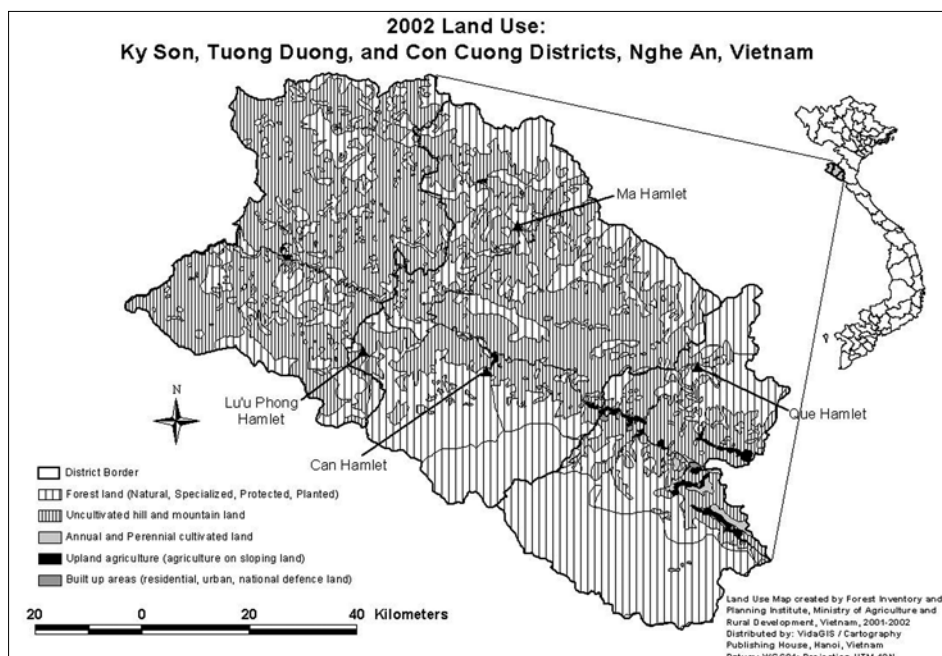 2002 Land Use:
Ky Son, Tuong Duong, and Con Cuong Districts, Nghe An, Vietnam
Ma Hamlet
Lu'u Phong
Hamlet
Can Hamlet
Que Hamlet
N
District Border
Forest land (Natural, Specialized, Protected, Planted)
Uncultivated hill and mountain land
Annual and Perennial cultivated land
Upland agriculture (agriculture on sloping land)
Built up areas (residential, urban, national defence land)
20 0 20 40 Kilometers
Land Use Map created by Forest Inventory and
Planning Institute, Ministry of Agriculture and
Rural Development, Vietnam, 2001-2002
Distributed by: VidaGIS / Cartography
Publishing House, Hanoi, Vietnam